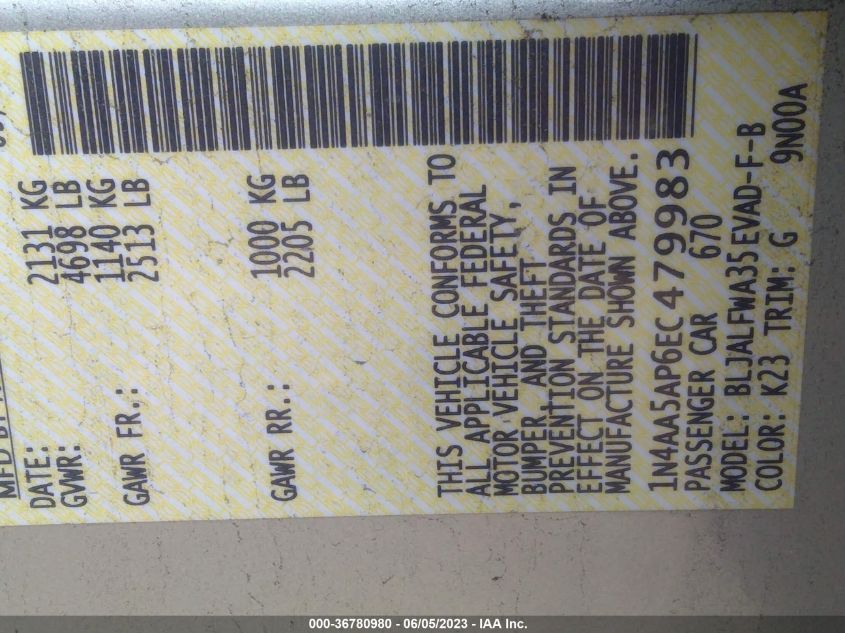 MFD BY
DATE:
GVWR: 2131 KG
4698 LB
GAWR FR.: 1140 KG
2513 LB
GAWR RR.: 1000 KG
2205 LB
THIS VEHICLE CONFORMS TO
ALL APPLICABLE FEDERAL
MOTOR VEHICLE SAFETY,
BUMPER, AND THEFT
PREVENTION STANDARDS IN
EFFECT ON THE DATE OF
MANUFACTURE SHOWN ABOVE.
1N4AA5AP6EC479983
PASSENGER CAR 670
MODEL: BLJALFWA35EVAD-F-B
COLOR: K23 TRIM: G 9N00A
000-36780980 - 06/05/2023 - IAA Inc.